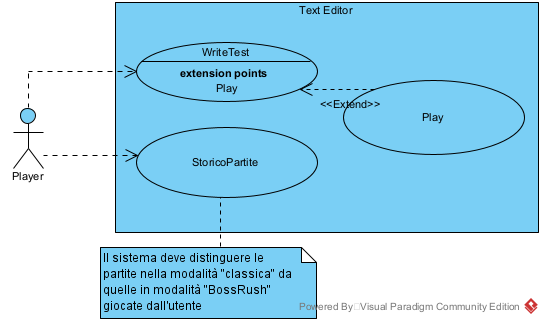 Text Editor
WriteTest
extension points
Play
<<Extend>>
Play
StoricoPartite
Player
Il sistema deve distinguere le
partite nella modalità "classica" da
quelle in modalità "BossRush"
giocate dall'utente
Powered By Visual Paradigm Community Edition